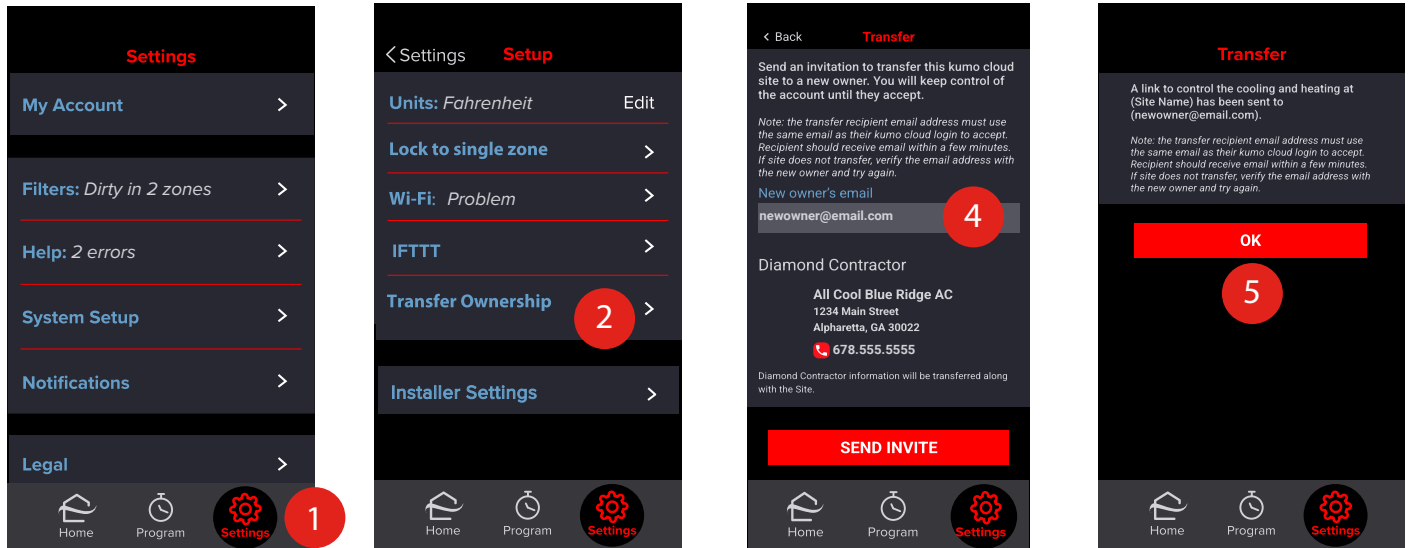 Settings
My Account
Filters: Dirty in 2 zones
Help: 2 errors
System Setup
Notifications
Legal
Home
Program
Settings
1
Settings
Setup
Units: Fahrenheit
Edit
Lock to single zone
Wi-Fi: Problem
IFTTT
Transfer Ownership
2
Installer Settings
Home
Program
Settings
Back
Transfer
Send an invitation to transfer this kumo cloud
site to a new owner. You will keep control of
the account until they accept.
Note: the transfer recipient email address must use
the same email as their kumo cloud login to accept.
Recipient should receive email within a few minutes.
If site does not transfer, verify the email address with
the new owner and try again.
New owner's email
newowner@email.com
4
Diamond Contractor
All Cool Blue Ridge AC
1234 Main Street
Alpharetta, GA 30022
678.555.5555
Diamond Contractor information will be transferred along
with the Site.
SEND INVITE
Home
Program
Settings
Transfer
A link to control the cooling and heating at
(Site Name) has been sent to
(newowner@email.com).
Note: the transfer recipient email address must use
the same email as their kumo cloud login to accept.
Recipient should receive email within a few minutes.
If site does not transfer, verify the email address with
the new owner and try again.
OK
5
Home
Program
Settings